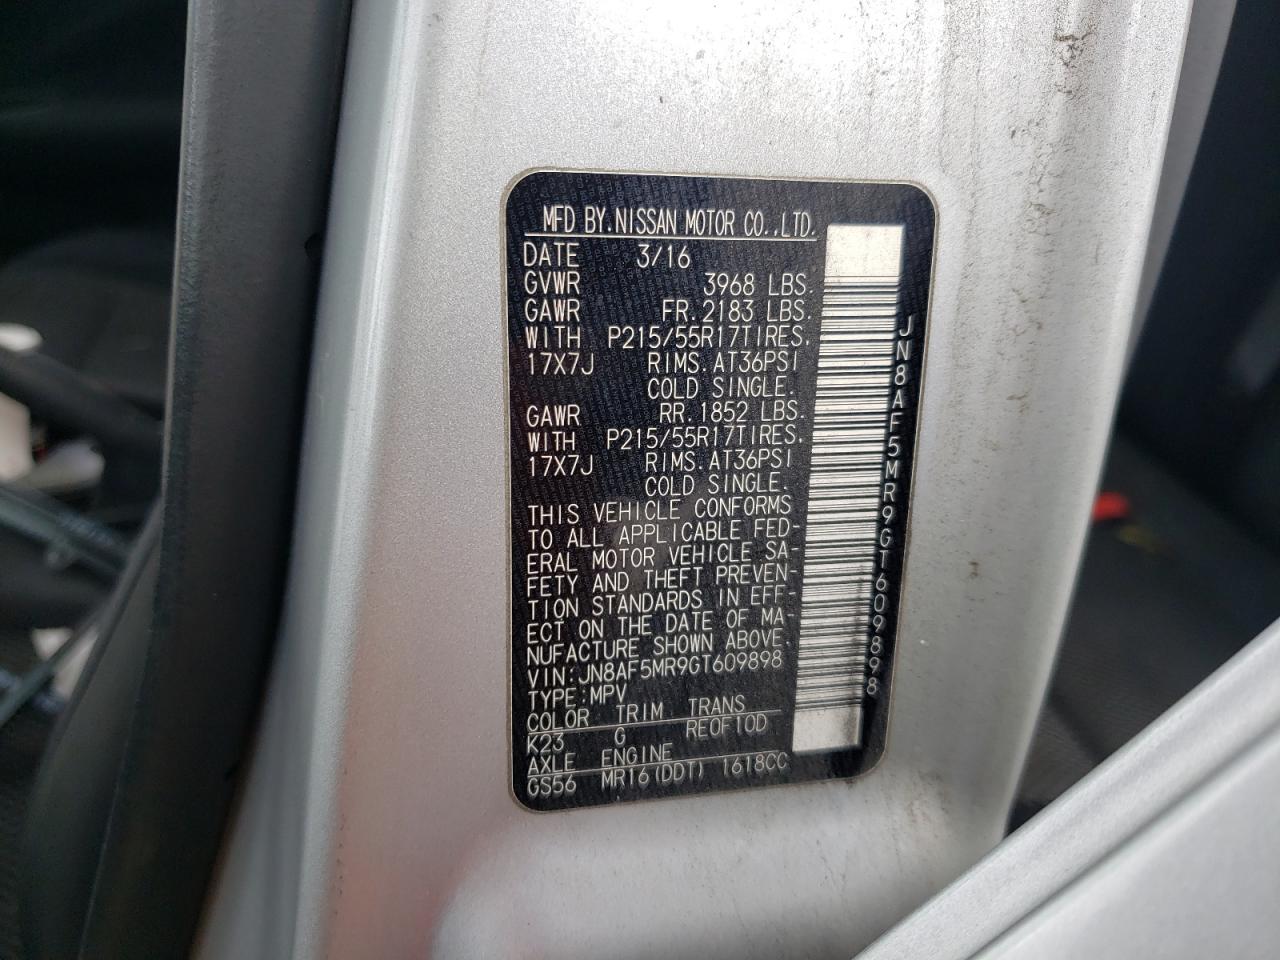 MFD BY.NISSAN MOTOR CO.,LTD.
DATE 3/16
GVWR 3968 LBS.
GAWR FR.2183 LBS.
WITH P215/55R17TIRES.
17X7J RIMS.AT36PSI
COLD SINGLE.
GAWR RR.1852 LBS.
WITH P215/55R17TIRES.
17X7J RIMS.AT36PSI
COLD SINGLE.
THIS VEHICLE CONFORMS
TO ALL APPLICABLE FED-
ERAL MOTOR VEHICLE SA-
FETY AND THEFT PREVEN-
TION STANDARDS IN EFF-
ECT ON THE DATE OF MA-
NUFACTURE SHOWN ABOVE.
VIN:JN8AF5MR9GT609898
TYPE:MPV
COLOR TRIM TRANS
K23 G RE0F10D
AXLE ENGINE
GS56 MR16(DDT) 1618CC
JN8AF5MR9GT609898